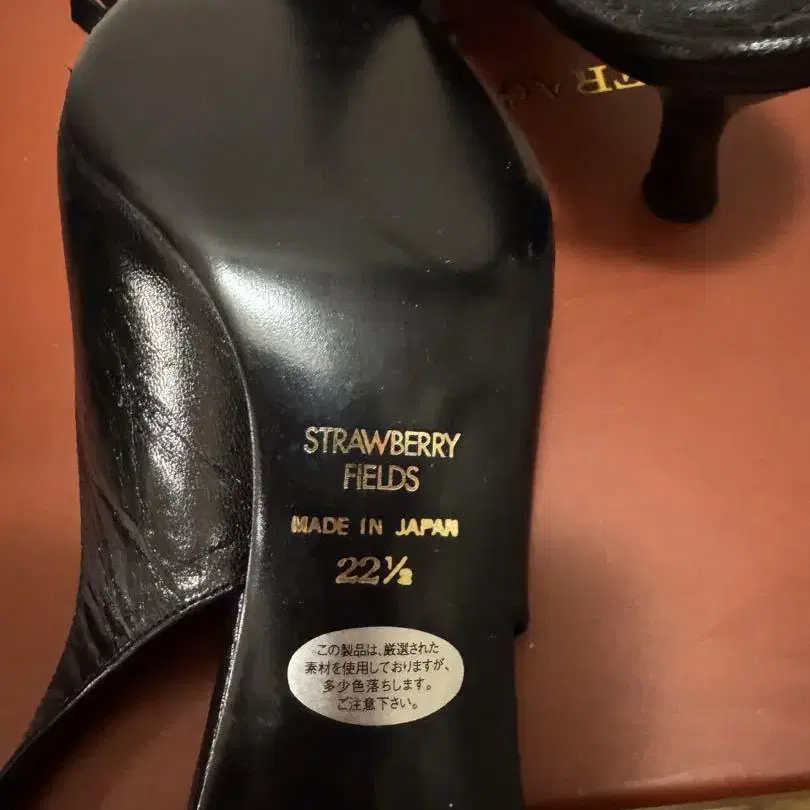 STRAWBERRY
FIELDS
MADE IN JAPAN
22½
この製品は、厳選された
素材を使用しておりますが、
多少色落ちします。
ご注意下さい。